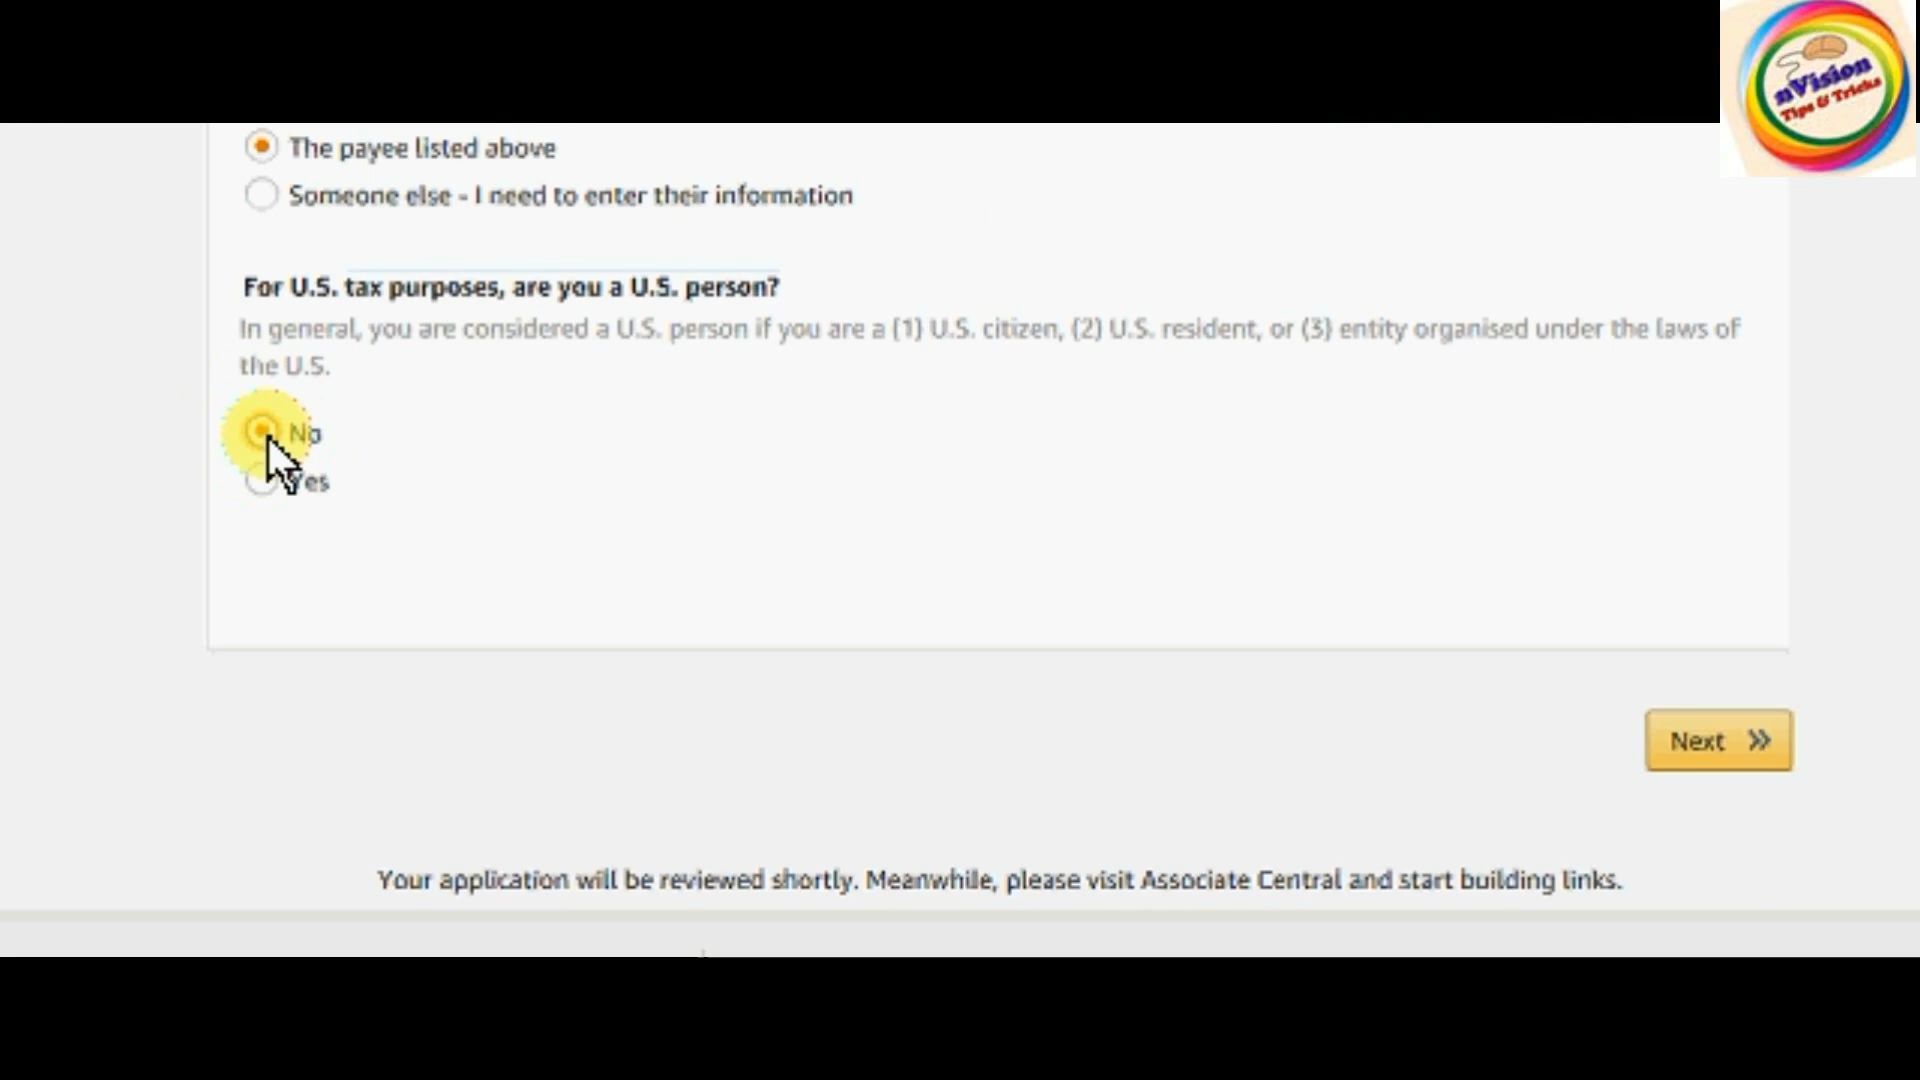 nVision
Tips & Tricks
The payee listed above
Someone else - I need to enter their information
For U.S. tax purposes, are you a U.S. person?
In general, you are considered a U.S. person if you are a (1) U.S. citizen, (2) U.S. resident, or (3) entity organised under the laws of
the U.S.
No
Yes
Next »
Your application will be reviewed shortly. Meanwhile, please visit Associate Central and start building links.